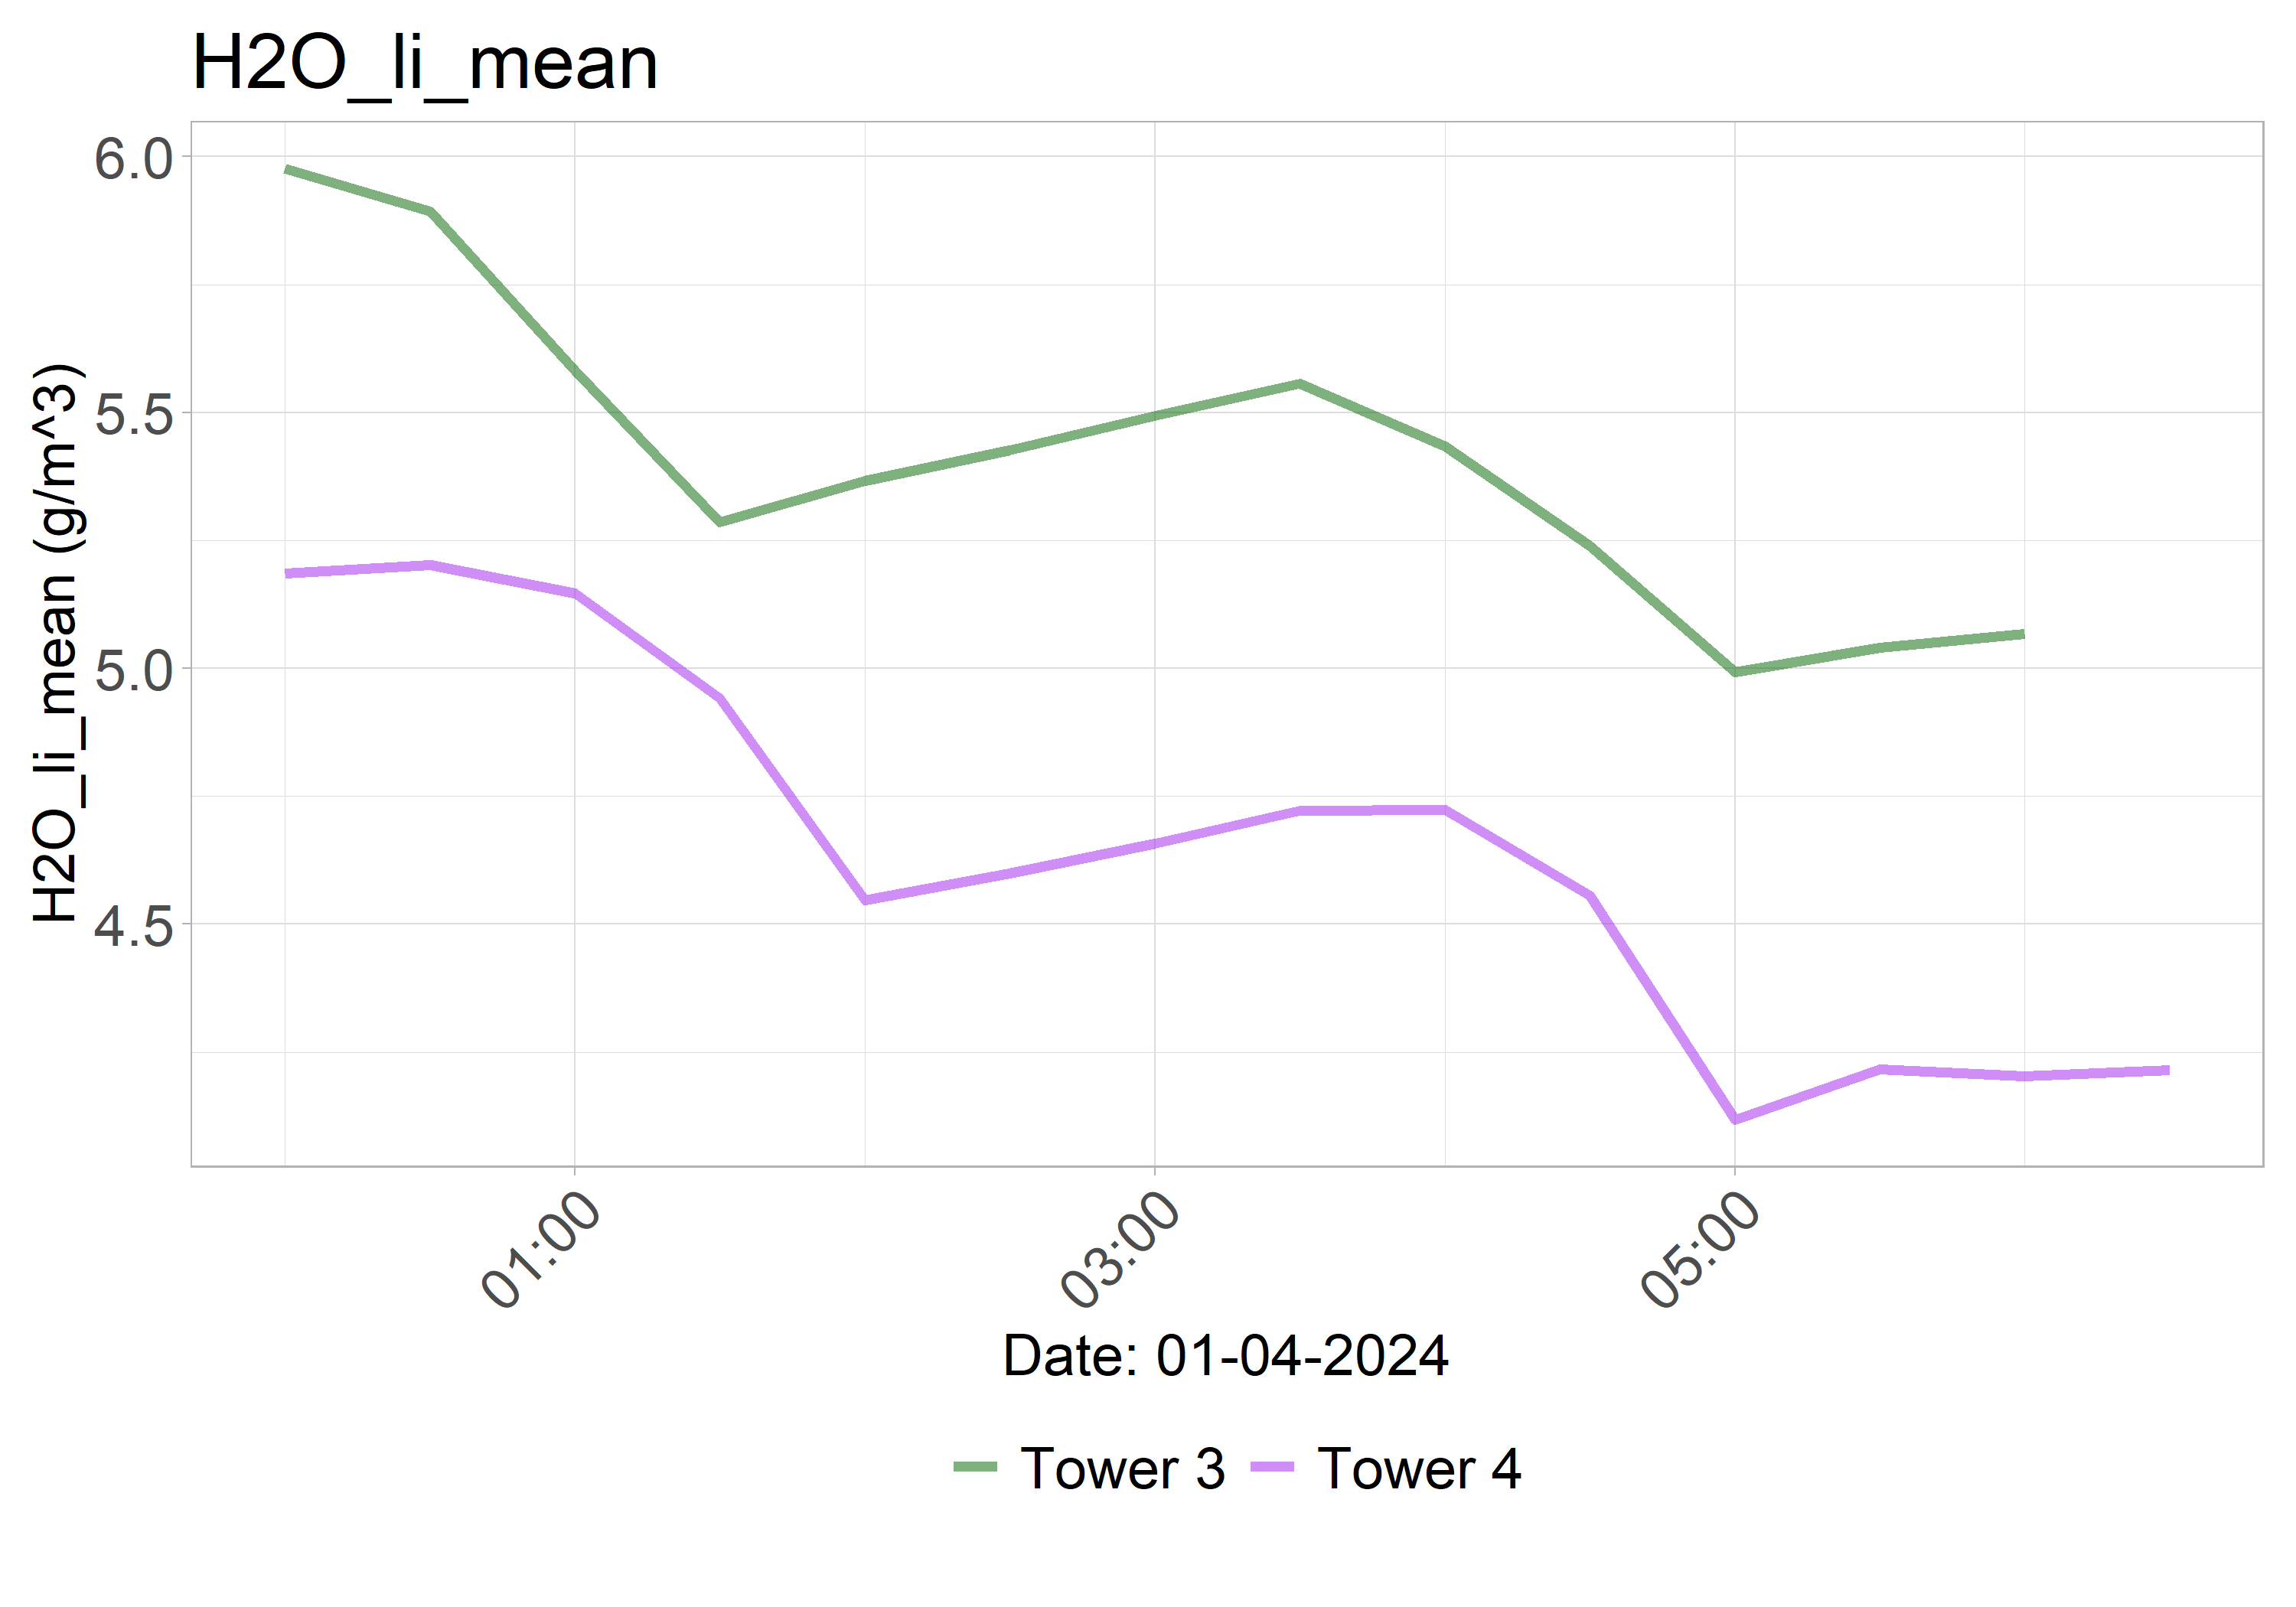 H2O_li_mean
H2O_li_mean (g/m^3)
6.0
5.5
5.0
4.5
01:00
03:00
05:00
Date: 01-04-2024
Tower 3
Tower 4